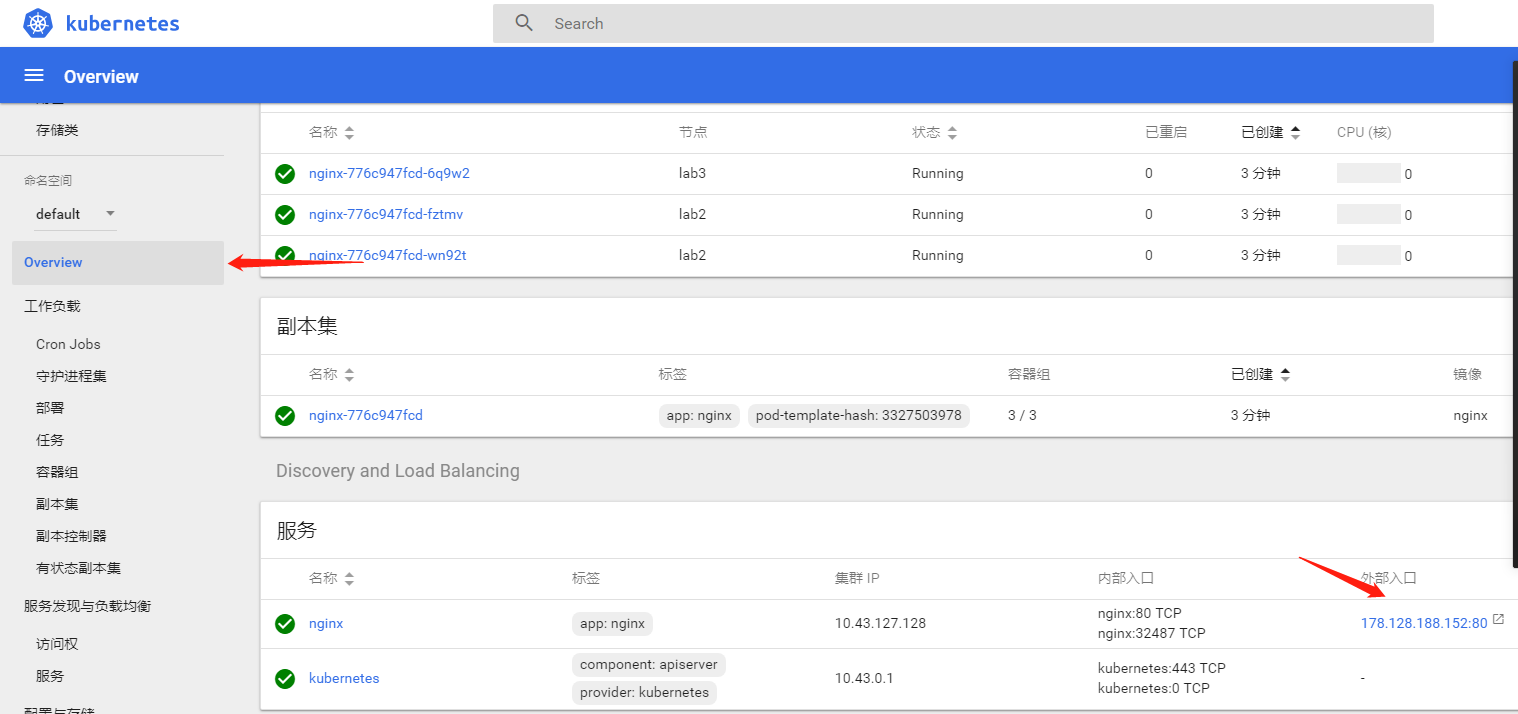 kubernetes
Search
Overview
存储类
命名空间
default
Overview
工作负载
Cron Jobs
守护进程集
部署
任务
容器组
副本集
副本控制器
有状态副本集
服务发现与负载均衡
访问权
服务
配置与存储
名称 节点 状态 已重启 已创建 CPU (核)
nginx-776c947fcd-6q9w2 lab3 Running 0 3 分钟 0
nginx-776c947fcd-fztmv lab2 Running 0 3 分钟 0
nginx-776c947fcd-wn92t lab2 Running 0 3 分钟 0
副本集
名称 标签 容器组 已创建 镜像
nginx-776c947fcd app: nginx pod-template-hash: 3327503978 3 / 3 3 分钟 nginx
Discovery and Load Balancing
服务
名称 标签 集群 IP 内部入口 外部入口
nginx app: nginx 10.43.127.128 nginx:80 TCP 178.128.188.152:80
nginx:32487 TCP
kubernetes component: apiserver 10.43.0.1 kubernetes:443 TCP -
provider: kubernetes kubernetes:0 TCP